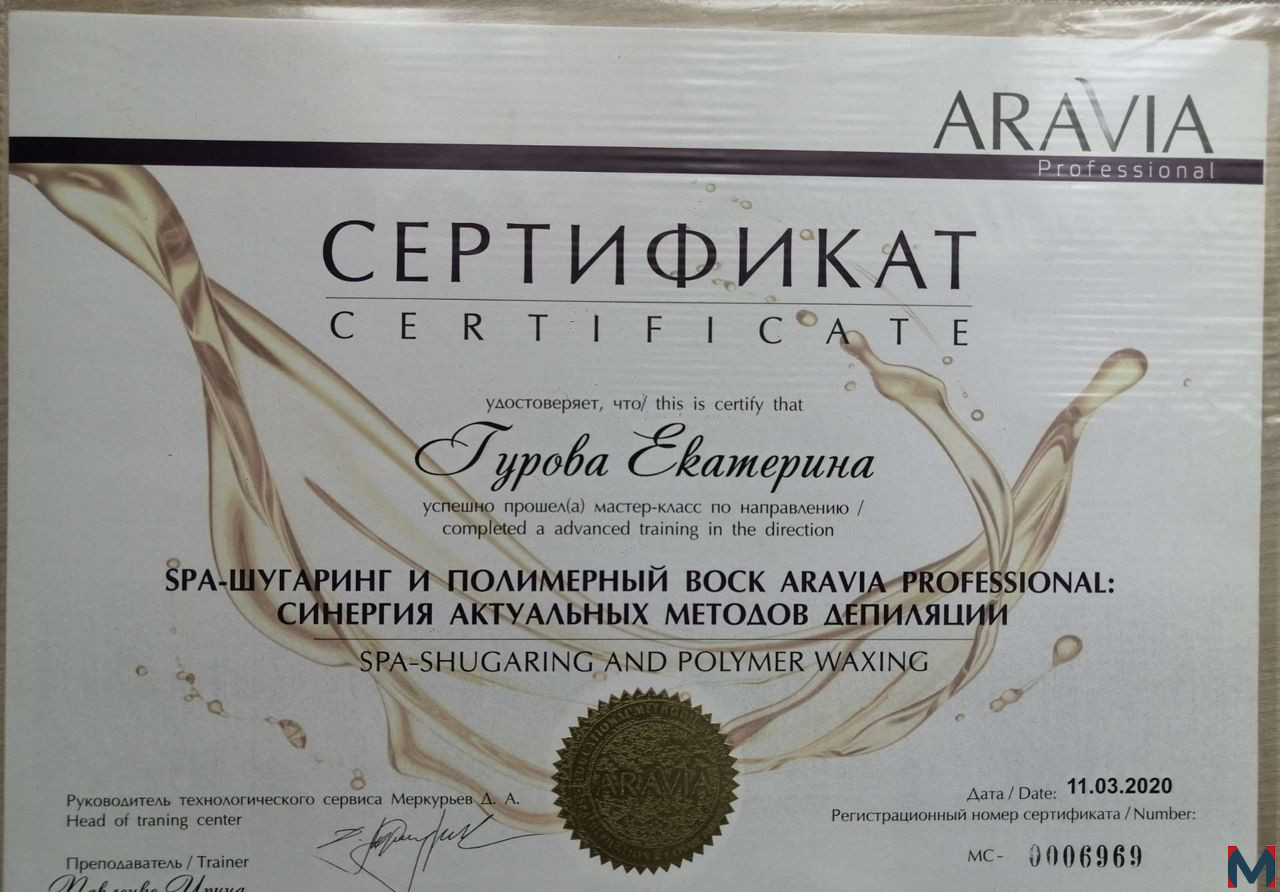 ARAVIA
Professional
СЕРТИФИКАТ
CERTIFICATE
удостоверяет, что/ this is certify that
Гурова Екатерина
успешно прошел(а) мастер-класс по направлению /
completed a advanced training in the direction
SPA-ШУГАРИНГ И ПОЛИМЕРНЫЙ ВОСК ARAVIA PROFESSIONAL:
СИНЕРГИЯ АКТУАЛЬНЫХ МЕТОДОВ ДЕПИЛЯЦИИ
SPA-SHUGARING AND POLYMER WAXING
ARAVIA
Руководитель технологического сервиса Меркурьев Д. А.
Head of traning center
Преподаватель / Trainer
Дата / Date: 11.03.2020
Регистрационный номер сертификата / Number:
МС- 0006969
M